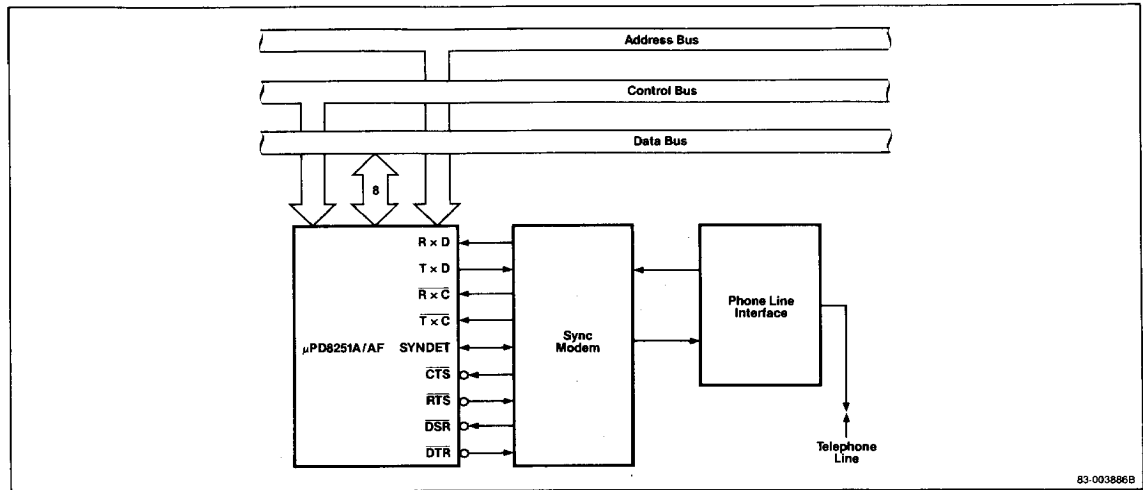 Address Bus
Control Bus
Data Bus
8
R × D
T × D
R × C
T × C
μPD8251A/AF
SYNDET
CTS
RTS
DSR
DTR
Sync
Modem
Phone Line
Interface
Telephone
Line
83-003886B